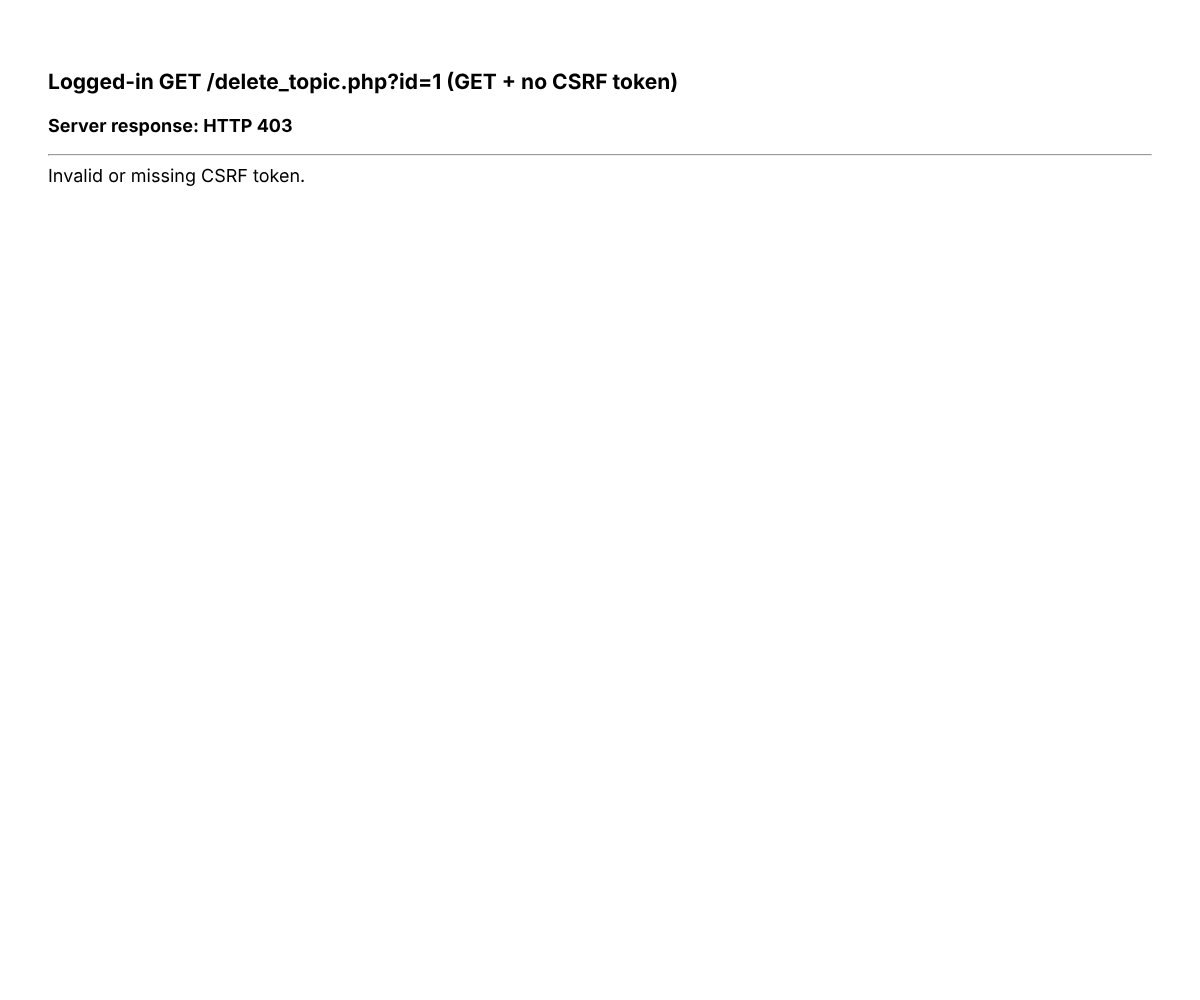 Logged-in GET /delete_topic.php?id=1 (GET + no CSRF token)
Server response: HTTP 403
Invalid or missing CSRF token.